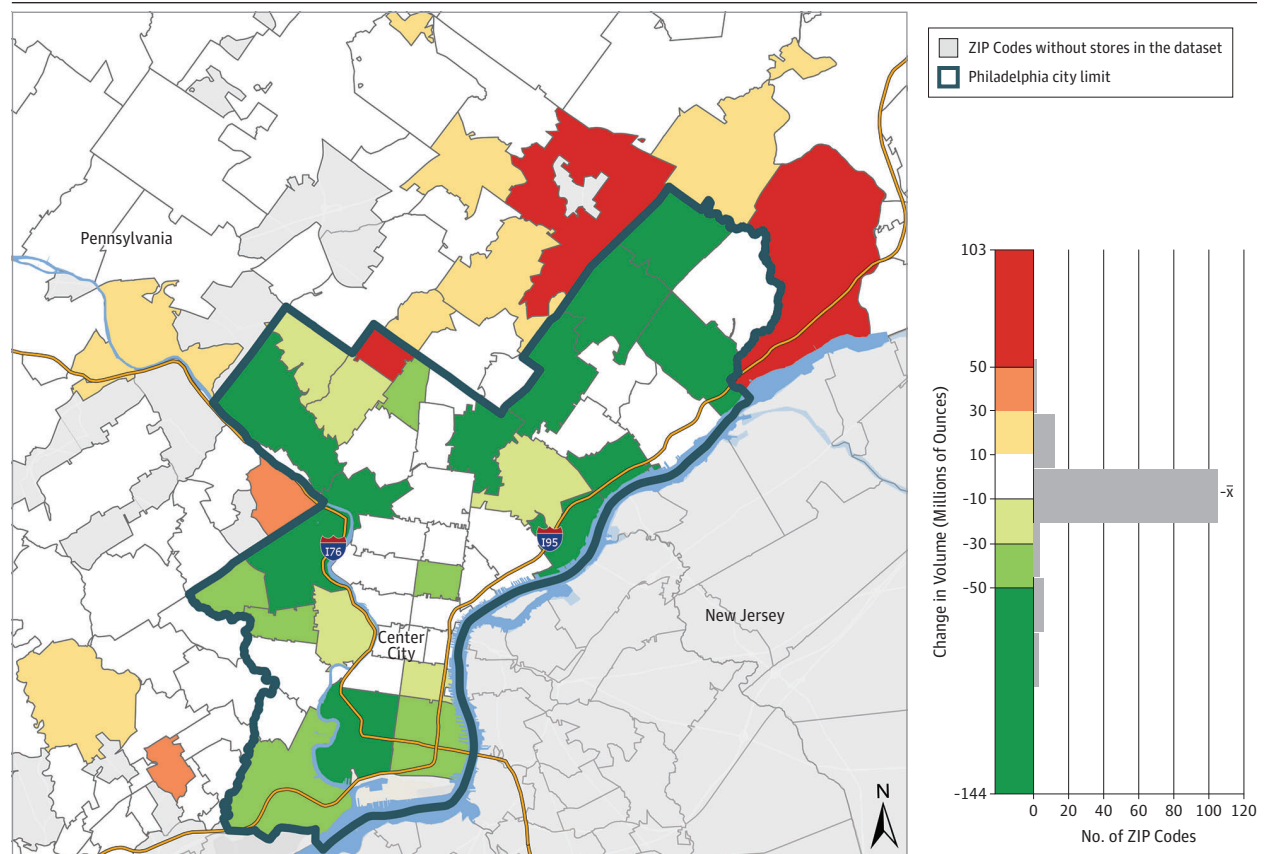 ZIP Codes without stores in the dataset
Philadelphia city limit
Pennsylvania
I76
I95
New Jersey
Center
City
N
Change in Volume (Millions of Ounces)
103
50
30
10
-10
-30
-50
-144
-x̄
0 20 40 60 80 100 120
No. of ZIP Codes